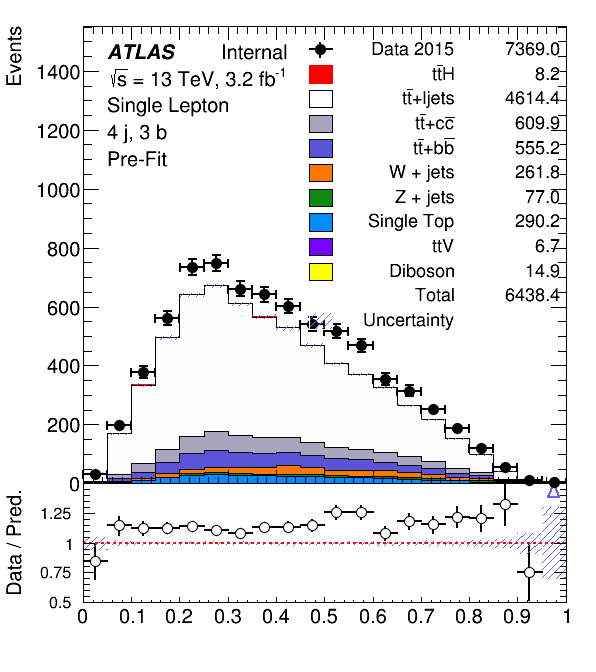 Events
ATLAS Internal
√s = 13 TeV, 3.2 fb⁻¹
Single Lepton
4 j, 3 b
Pre-Fit
Data 2015 7369.0
tt̄H 8.2
tt̄+ljets 4614.4
tt̄+cc̄ 609.9
tt̄+bb̄ 555.2
W + jets 261.8
Z + jets 77.0
Single Top 290.2
ttV 6.7
Diboson 14.9
Total 6438.4
Uncertainty
1400
1200
1000
800
600
400
200
0
Data / Pred.
1.25
1
0.75
0.5
0 0.1 0.2 0.3 0.4 0.5 0.6 0.7 0.8 0.9 1